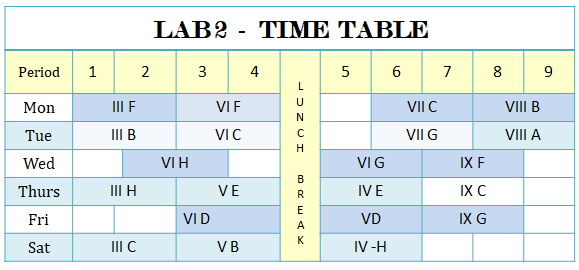 LAB2 - TIME TABLE
Period 1 2 3 4 LUNCH BREAK 5 6 7 8 9
Mon III F VI F VII C VIII B
Tue III B VI C VII G VIII A
Wed VI H VI G IX F
Thurs III H V E IV E IX C
Fri VI D VD IX G
Sat III C V B IV -H